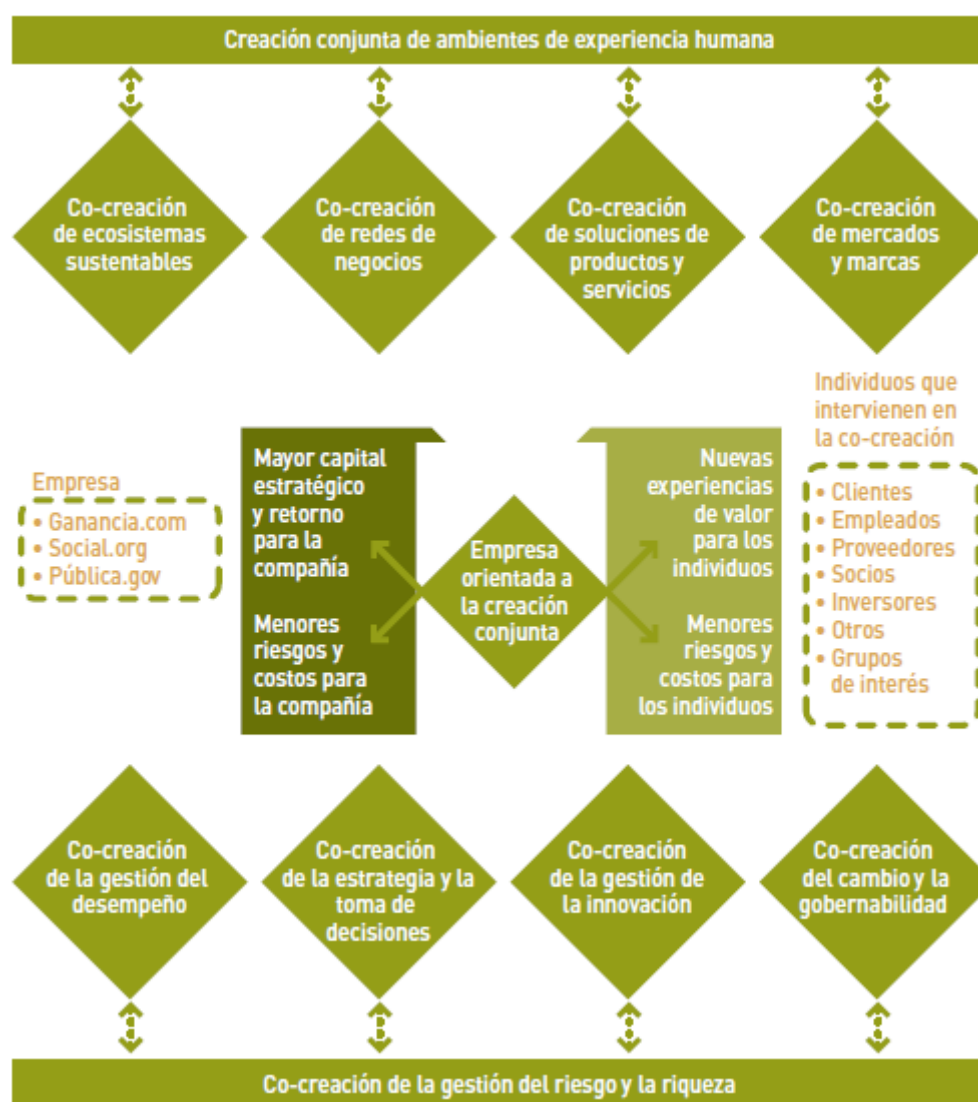 Creación conjunta de ambientes de experiencia humana
Co-creación
de ecosistemas
sustentables
Co-creación
de redes de
negocios
Co-creación
de soluciones de
productos y
servicios
Co-creación
de mercados
y marcas
Empresa
• Ganancia.com
• Social.org
• Pública.gov
Mayor capital
estratégico
y retorno
para la
compañía
Menores
riesgos y
costos para
la compañía
Empresa
orientada a
la creación
conjunta
Nuevas
experiencias
de valor
para los
individuos
Menores
riesgos y
costos para
los individuos
Individuos que
intervienen en
la co-creación
• Clientes
• Empleados
• Proveedores
• Socios
• Inversores
• Otros
• Grupos
de interés
Co-creación
de la gestión del
desempeño
Co-creación
de la estrategia y la
toma de
decisiones
Co-creación
de la gestión de
la innovación
Co-creación
del cambio y la
gobernabilidad
Co-creación de la gestión del riesgo y la riqueza